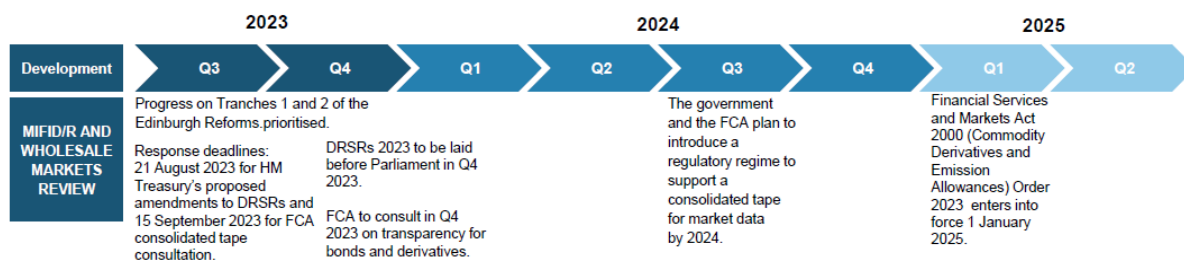 2023
2024
2025
Development
Q3
Q4
Q1
Q2
Q3
Q4
Q1
Q2
MIFID/R AND
WHOLESALE
MARKETS
REVIEW
Progress on Tranches 1 and 2 of the
Edinburgh Reforms.prioritised.
Response deadlines:
21 August 2023 for HM
Treasury's proposed
amendments to DRSRs and
15 September 2023 for FCA
consolidated tape
consultation.
DRSRs 2023 to be laid
before Parliament in Q4
2023.
FCA to consult in Q4
2023 on transparency for
bonds and derivatives.
The government
and the FCA plan to
introduce a
regulatory regime to
support a
consolidated tape
for market data
by 2024.
Financial Services
and Markets Act
2000 (Commodity
Derivatives and
Emission
Allowances) Order
2023 enters into
force 1 January
2025.